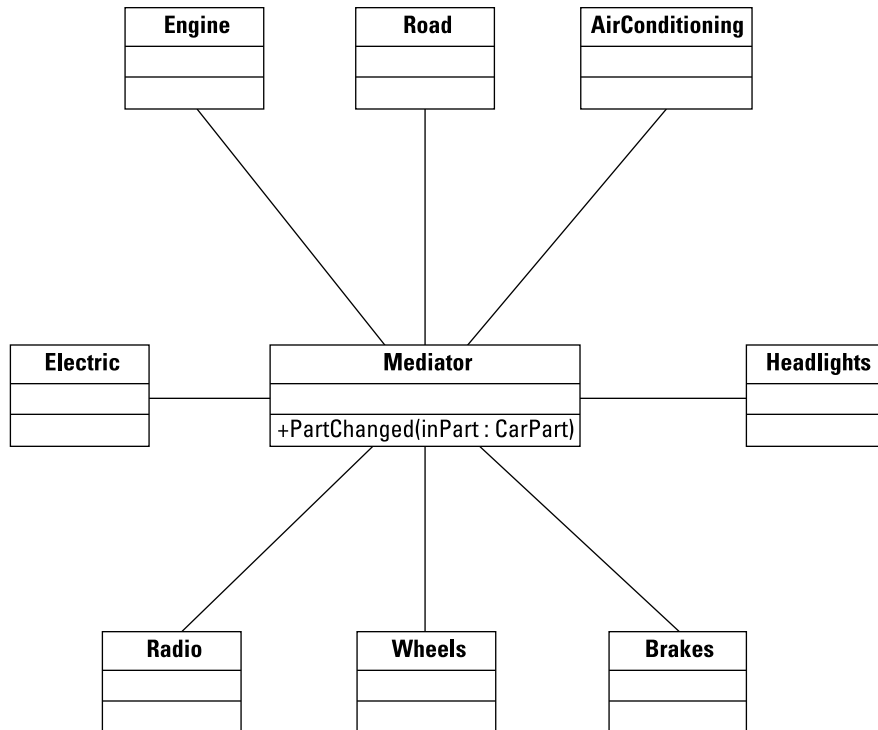 Engine
Road
AirConditioning
Electric
Mediator
Headlights
+PartChanged(inPart : CarPart)
Radio
Wheels
Brakes